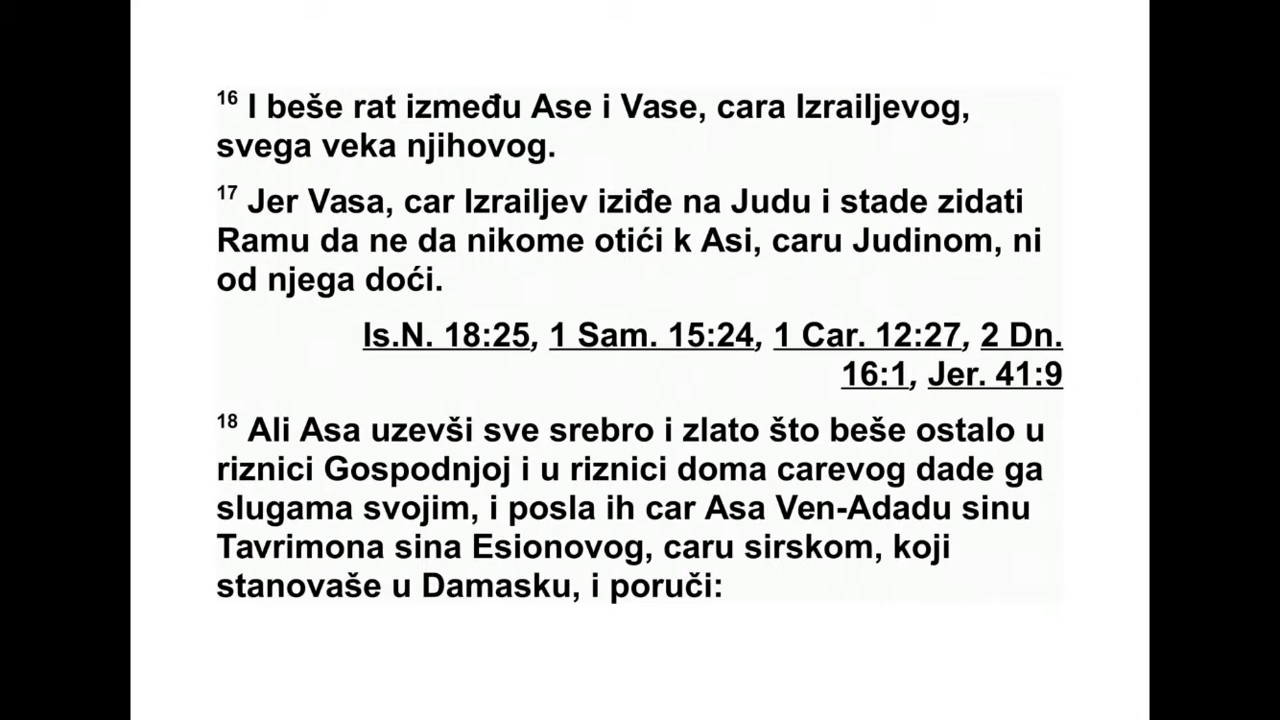 16 I beše rat između Ase i Vase, cara Izrailjevog,
svega veka njihovog.
17 Jer Vasa, car Izrailjev iziđe na Judu i stade zidati
Ramu da ne da nikome otići k Asi, caru Judinom, ni
od njega doći.
Is.N. 18:25, 1 Sam. 15:24, 1 Car. 12:27, 2 Dn.
16:1, Jer. 41:9
18 Ali Asa uzevši sve srebro i zlato što beše ostalo u
riznici Gospodnjoj i u riznici doma carevog dade ga
slugama svojim, i posla ih car Asa Ven-Adadu sinu
Tavrimona sina Esionovog, caru sirskom, koji
stanovaše u Damasku, i poruči: